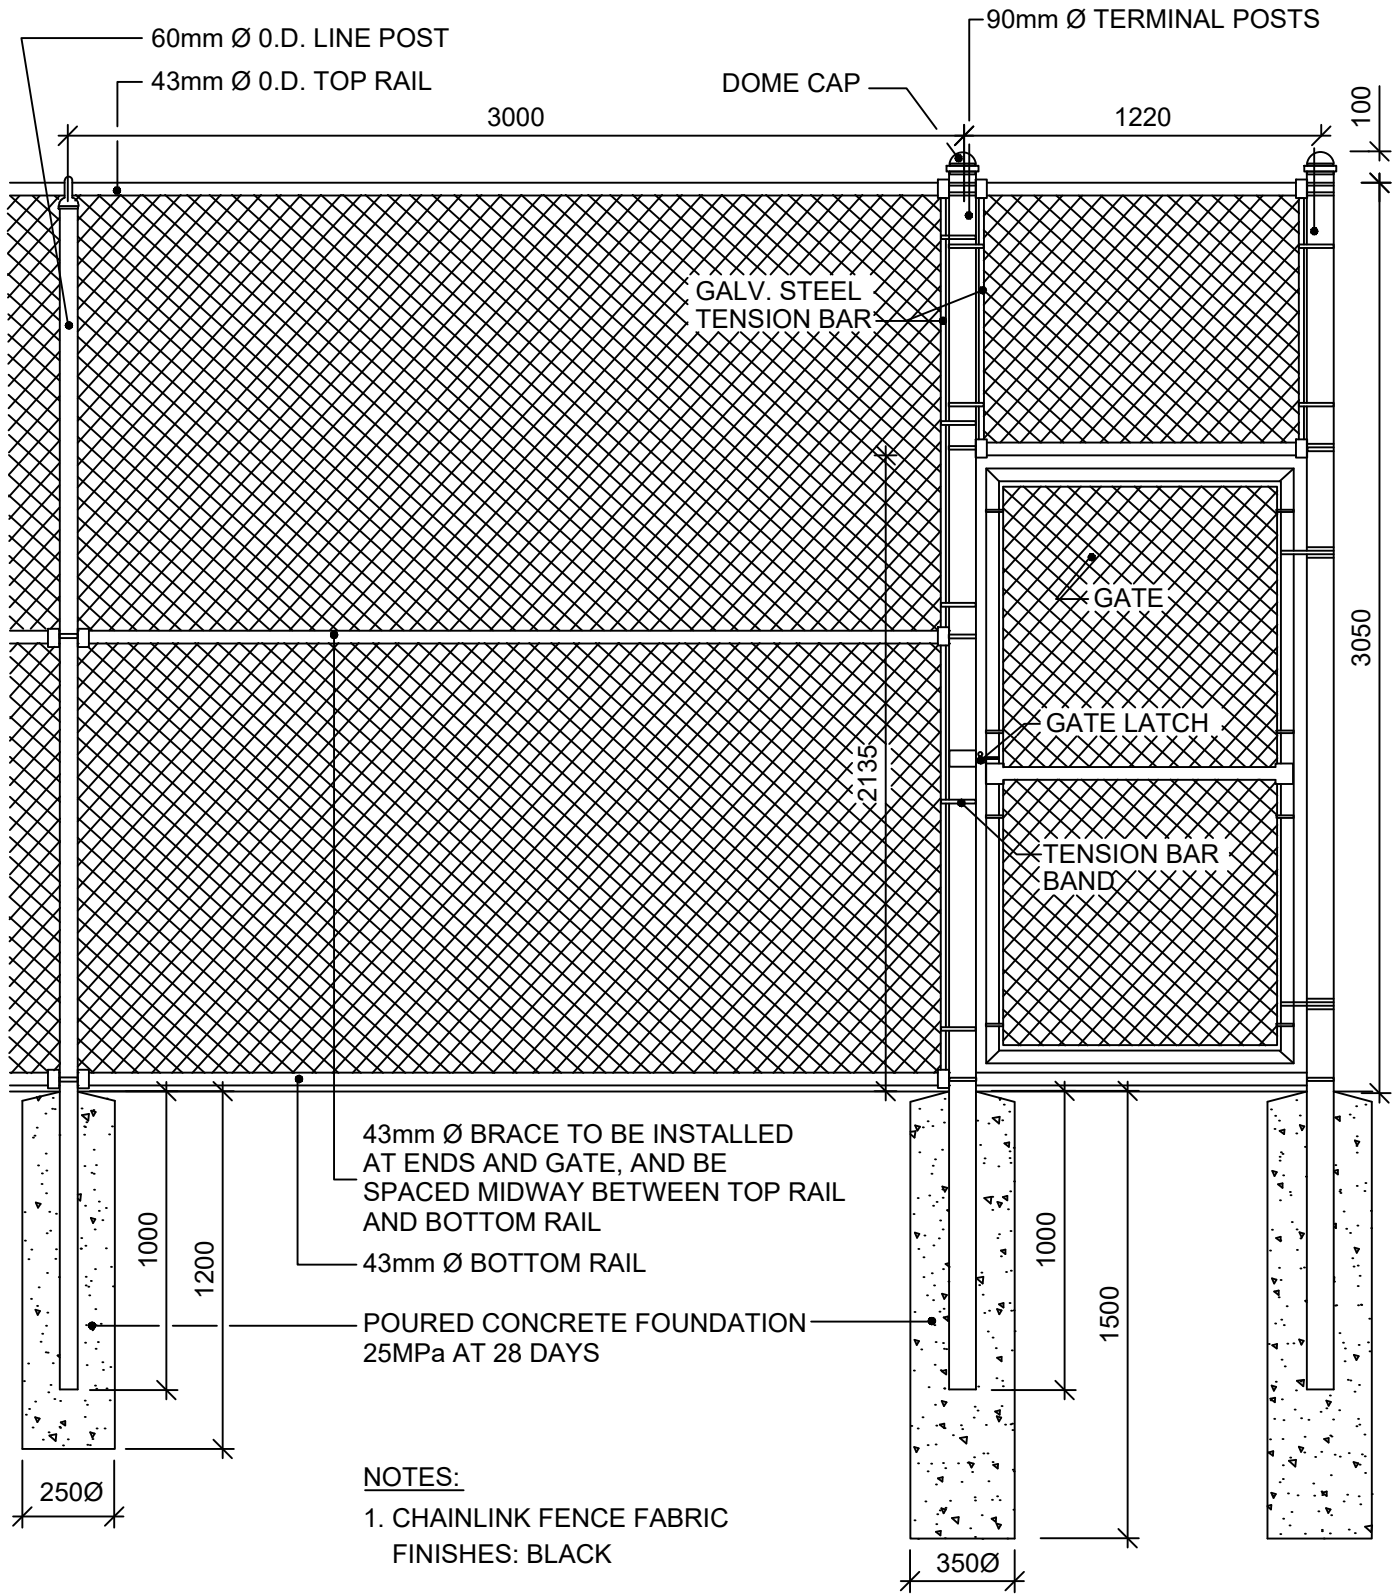 90mm Ø TERMINAL POSTS
60mm Ø 0.D. LINE POST
43mm Ø 0.D. TOP RAIL
DOME CAP
3000
1220
100
GALV. STEEL
TENSION BAR
GATE
3050
GATE LATCH
2135
TENSION BAR
BAND
43mm Ø BRACE TO BE INSTALLED
AT ENDS AND GATE, AND BE
SPACED MIDWAY BETWEEN TOP RAIL
AND BOTTOM RAIL
1000
1200
1000
1500
43mm Ø BOTTOM RAIL
POURED CONCRETE FOUNDATION
25MPa AT 28 DAYS
250Ø
NOTES:
1. CHAINLINK FENCE FABRIC
FINISHES: BLACK
350Ø